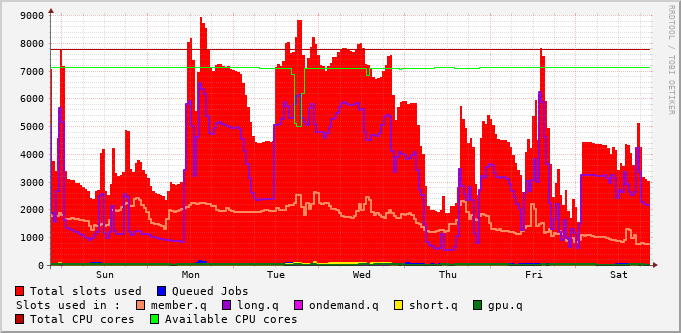 RRDTOOL / TOBI OETIKER
9000
8000
7000
6000
5000
4000
3000
2000
1000
0
Sun Mon Tue Wed Thu Fri Sat
Total slots used Queued Jobs
Slots used in : member.q long.q ondemand.q short.q gpu.q
Total CPU cores Available CPU cores